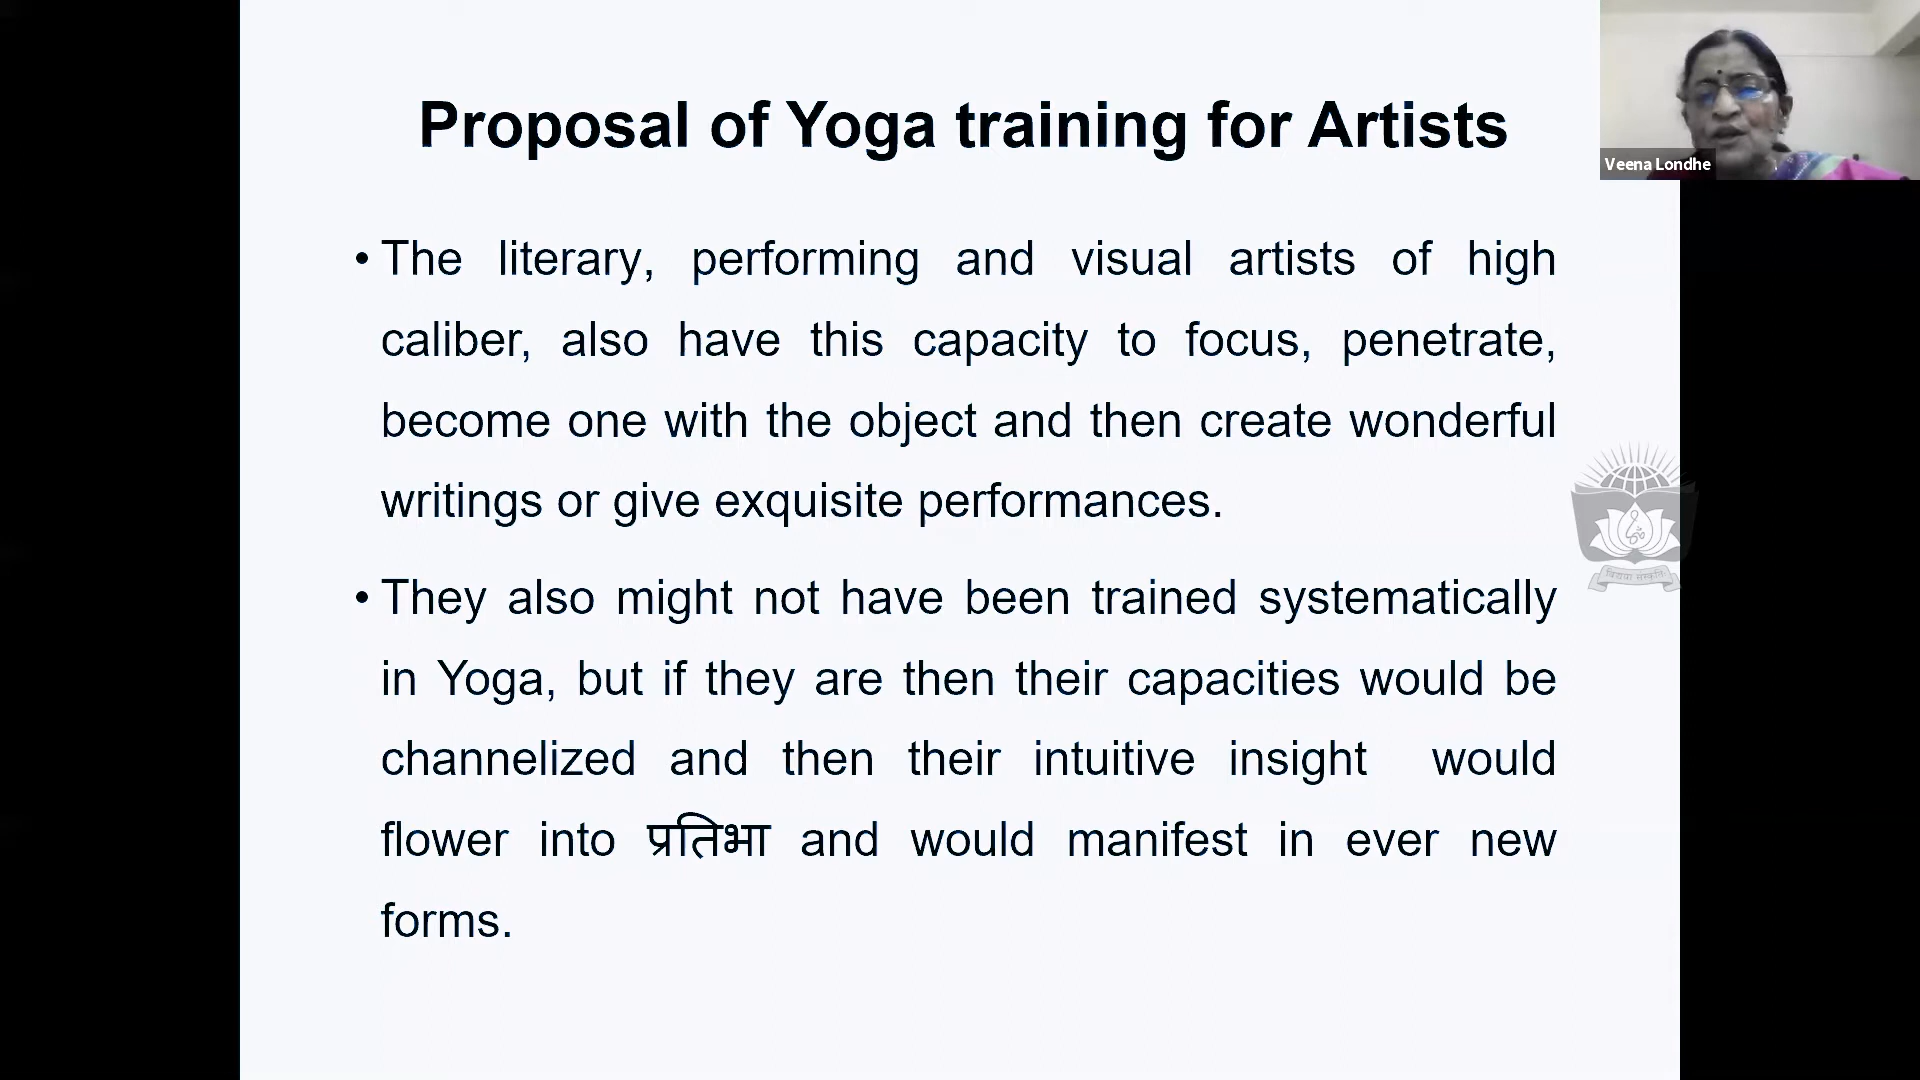 Proposal of Yoga training for Artists
Veena Londhe
• The literary, performing and visual artists of high
caliber, also have this capacity to focus, penetrate,
become one with the object and then create wonderful
writings or give exquisite performances.
• They also might not have been trained systematically
in Yoga, but if they are then their capacities would be
channelized and then their intuitive insight would
flower into प्रतिभा and would manifest in ever new
forms.